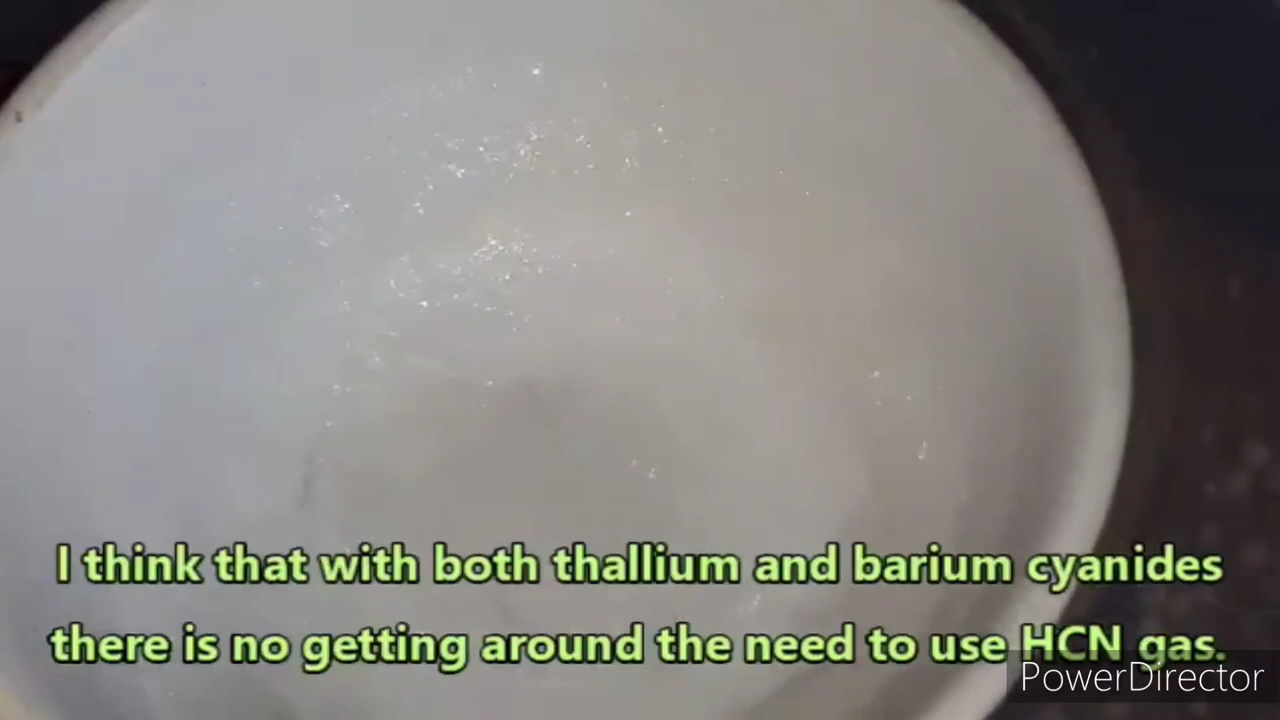 I think that with both thallium and barium cyanides
there is no getting around the need to use HCN gas.
PowerDirector